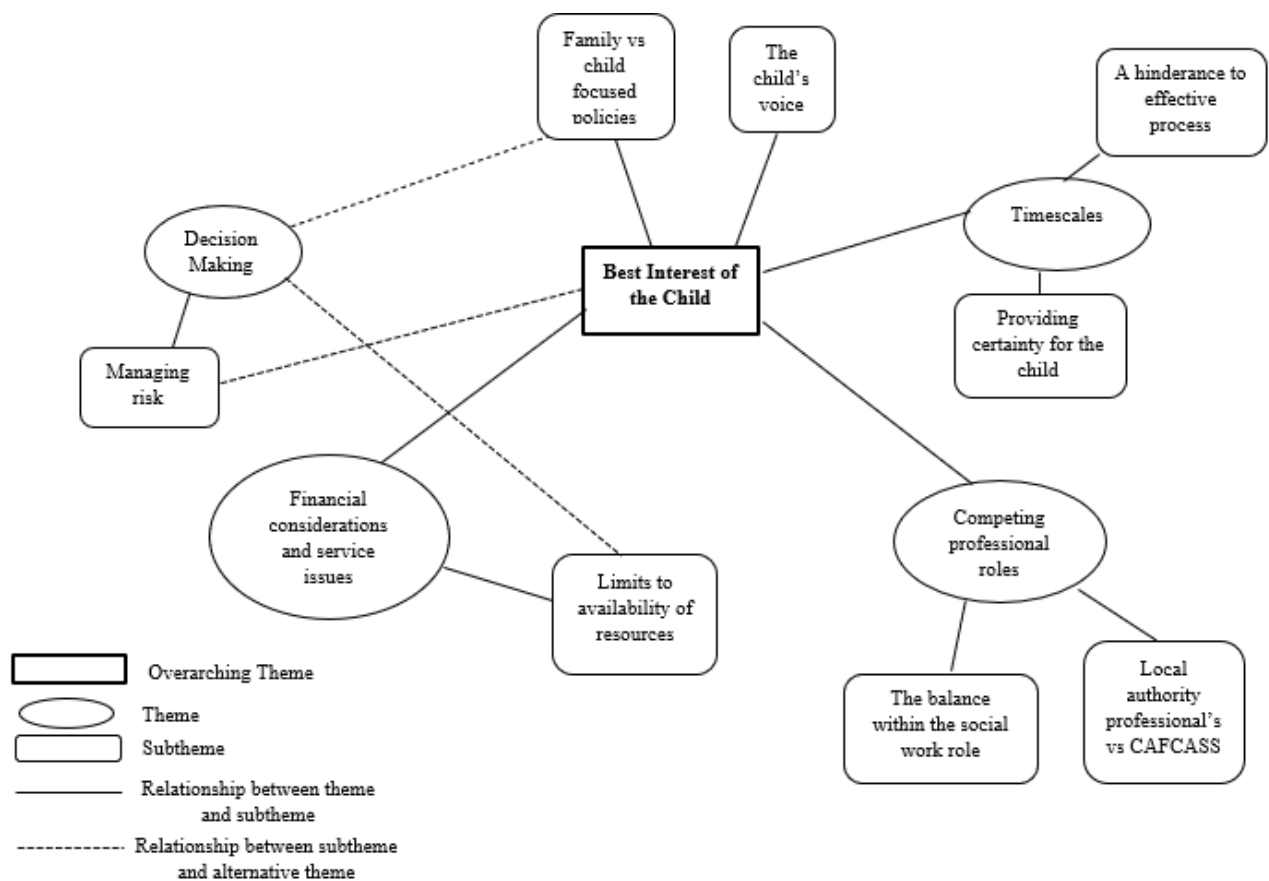 Family vs
child
focused
policies
The
child's
voice
A hinderance to
effective
process
Timescales
Decision
Making
Best Interest of
the Child
Providing
certainty for the
child
Managing
risk
Financial
considerations
and service
issues
Competing
professional
roles
Limits to
availability of
resources
The balance
within the social
work role
Local
authority
professional's
vs CAFCASS
Overarching Theme
Theme
Subtheme
Relationship between theme
and subtheme
Relationship between subtheme
and alternative theme